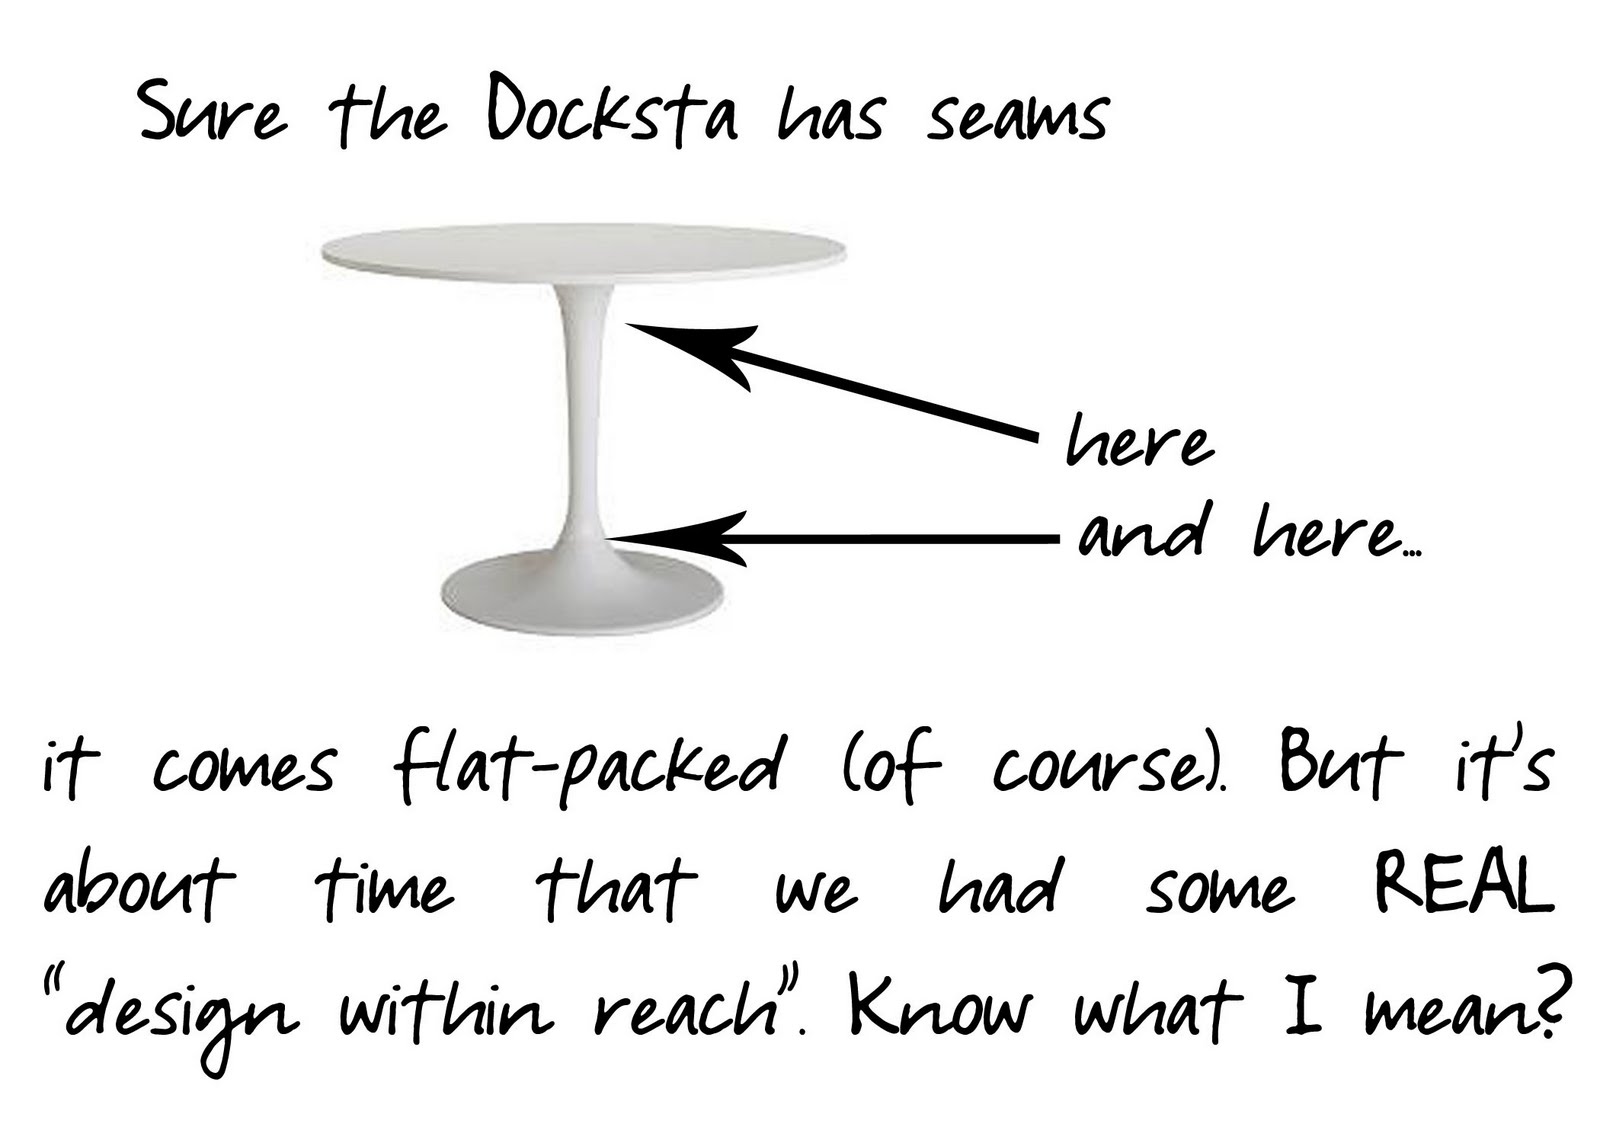 Sure the Docksta has seams
here
and here...
it comes flat-packed (of course). But it's
about time that we had some REAL
"design within reach". Know what I mean?